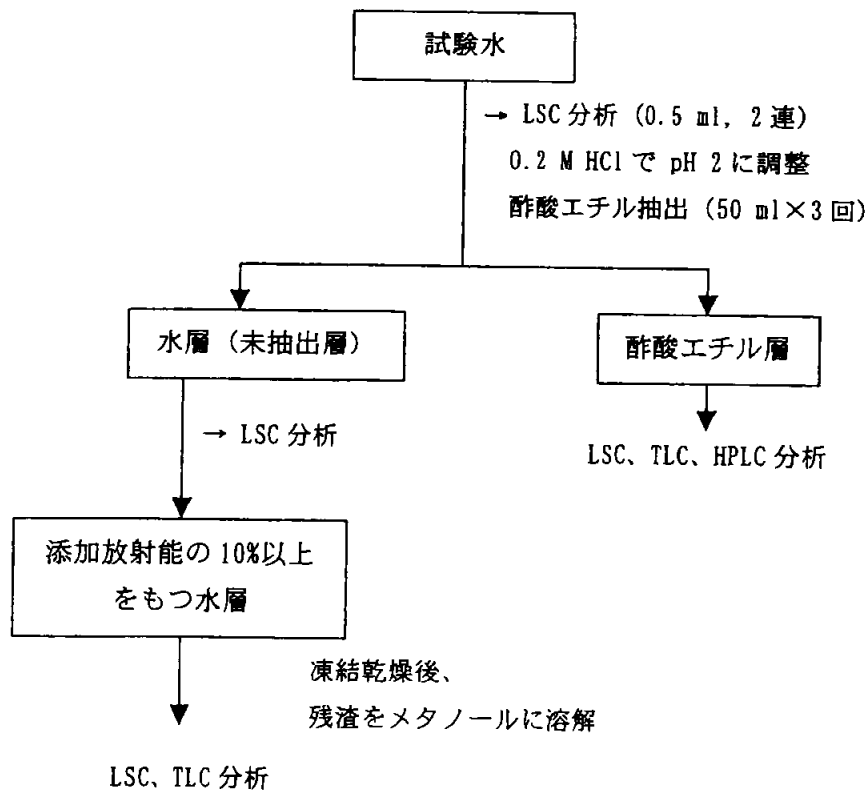 試験水
→ LSC 分析 (0.5 ml, 2 連)
0.2 M HCl で pH 2 に調整
酢酸エチル抽出 (50 ml×3 回)
水層 (未抽出層)
酢酸エチル層
→ LSC 分析
LSC、TLC、HPLC 分析
添加放射能の 10%以上
をもつ水層
凍結乾燥後、
残渣をメタノールに溶解
LSC、TLC 分析